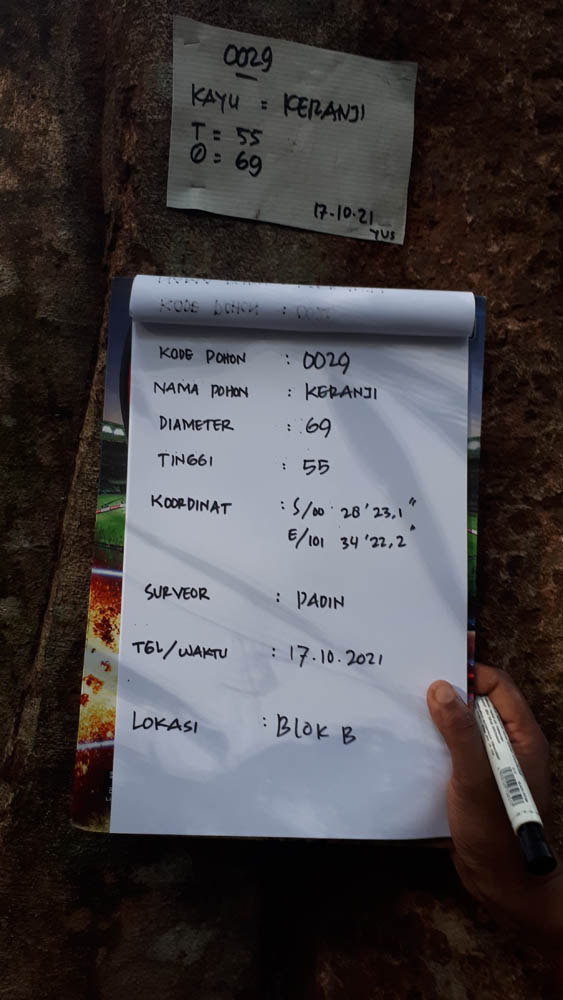 0029
KAYU = KERANJI
T = 55
Ø = 69
17.10.21
YUS
KODE POHON :
KODE POHON : 0029
NAMA POHON : KERANJI
DIAMETER : 69
TINGGI : 55
KOORDINAT : S/00 28'23,1"
E/101 34'22,2"
SURVEOR : PADIN
TGL/WAKTU : 17.10.2021
LOKASI : BLOK B